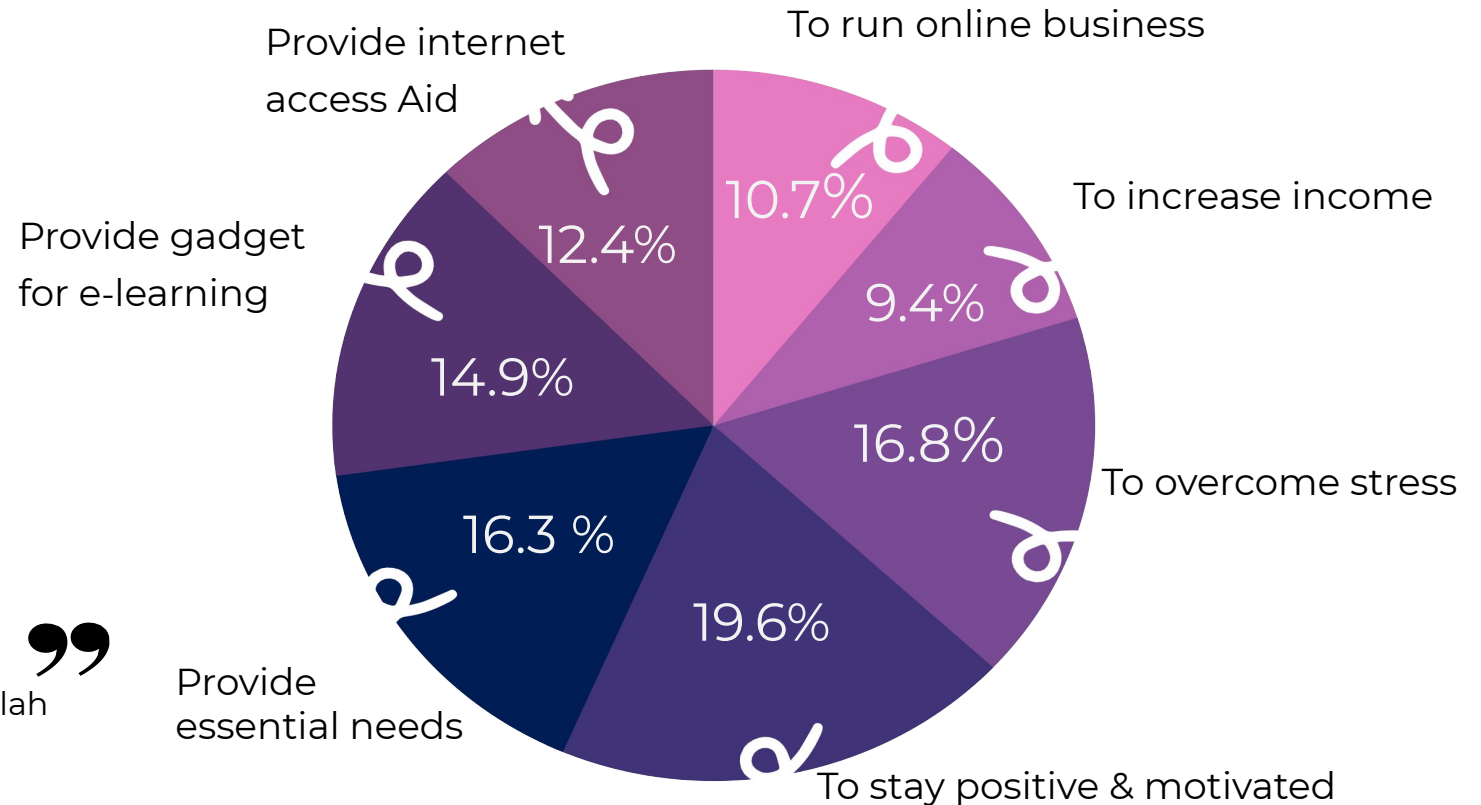 To run online business
Provide internet
access Aid
10.7%
To increase income
12.4%
Provide gadget
for e-learning
9.4%
14.9%
16.8%
To overcome stress
16.3 %
19.6%
”
lah
Provide
essential needs
To stay positive & motivated